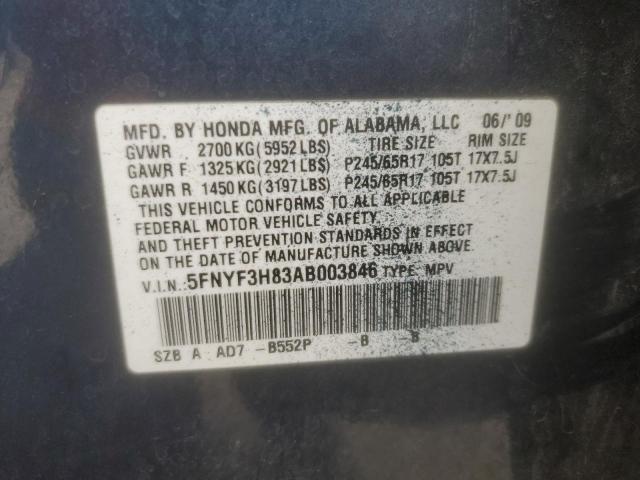 MFD. BY HONDA MFG. OF ALABAMA, LLC 06/'09
GVWR 2700 KG (5952 LBS) TIRE SIZE RIM SIZE
GAWR F 1325 KG (2921 LBS) P245/65R17 105T 17X7.5J
GAWR R 1450 KG (3197 LBS) P245/65R17 105T 17X7.5J
THIS VEHICLE CONFORMS TO ALL APPLICABLE
FEDERAL MOTOR VEHICLE SAFETY
AND THEFT PREVENTION STANDARDS IN EFFECT
ON THE DATE OF MANUFACTURE SHOWN ABOVE.
V.I.N.: 5FNYF3H83AB003846 TYPE: MPV
SZB A AD7 -B552P -B -B